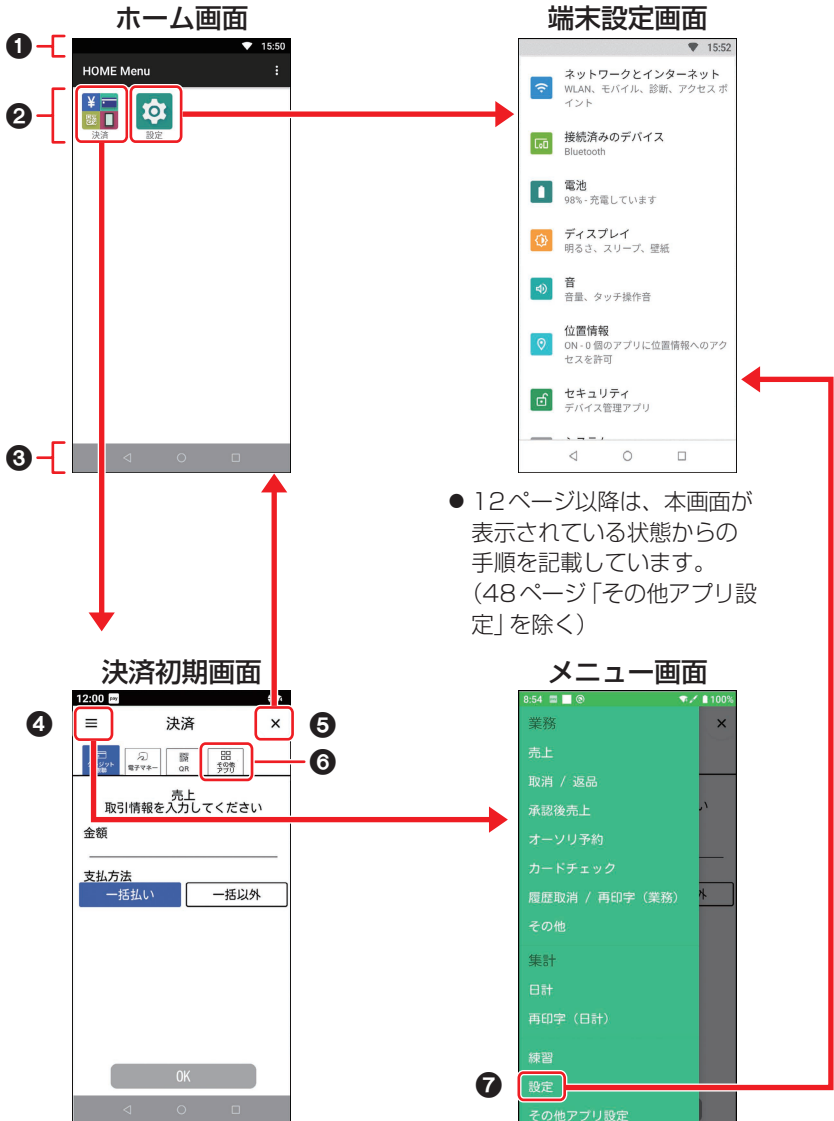 ホーム画面
❶
15:50
HOME Menu
❷
決済
設定
❸
端末設定画面
15:52
ネットワークとインターネット
WLAN、モバイル、診断、アクセス ポ
イント
接続済みのデバイス
Bluetooth
電池
98% - 充電しています
ディスプレイ
明るさ、スリープ、壁紙
音
音量、タッチ操作音
位置情報
ON - 0 個のアプリに位置情報へのアク
セスを許可
セキュリティ
デバイス管理アプリ
● 12ページ以降は、本画面が
表示されている状態からの
手順を記載しています。
(48ページ「その他アプリ設
定」を除く)
決済初期画面
12:00 pay
❹
決済
❺
電子マネー
QR
その他
アプリ
❻
売上
取引情報を入力してください
金額
支払方法
一括払い
一括以外
OK
メニュー画面
8:54
100%
業務
売上
取消 / 返品
承認後売上
オーソリ予約
カードチェック
履歴取消 / 再印字（業務）
その他
集計
日計
再印字（日計）
練習
❼
設定
その他アプリ設定